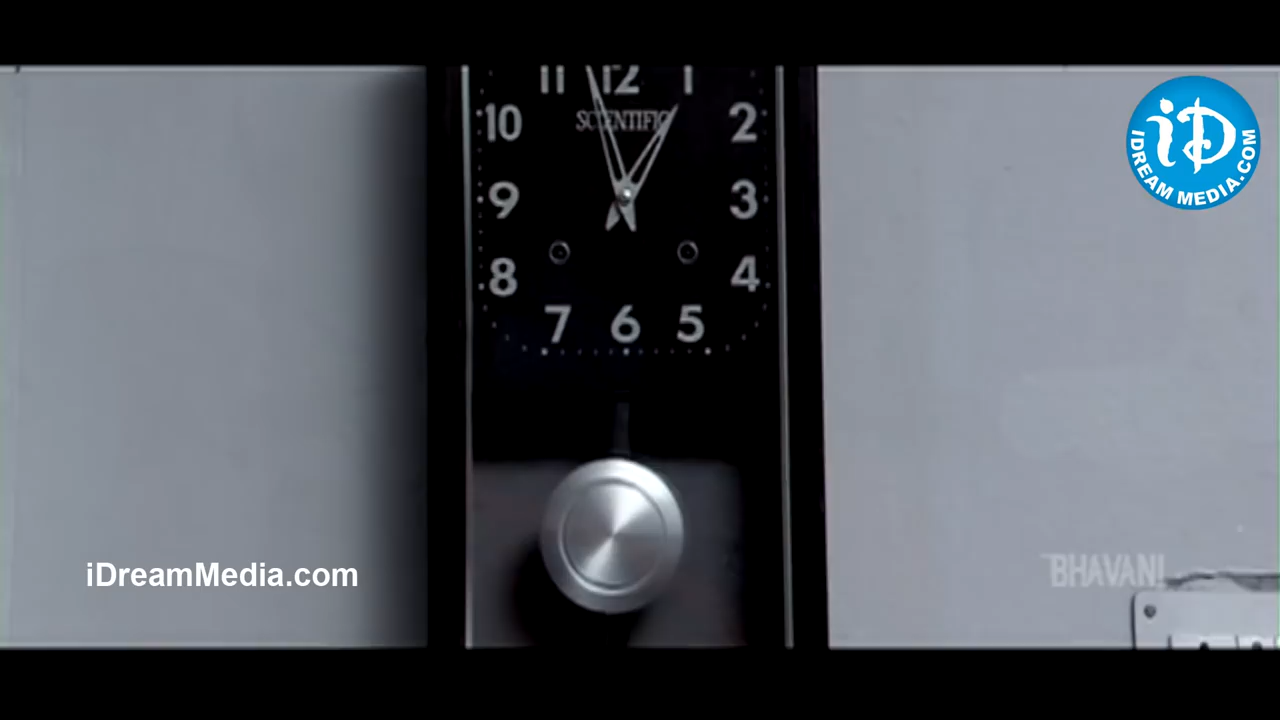 11 12 1
10 SCIENTIFIC 2
9 3
8 4
7 6 5
iD
IDREAM MEDIA.COM
iDreamMedia.com
BHAVANI